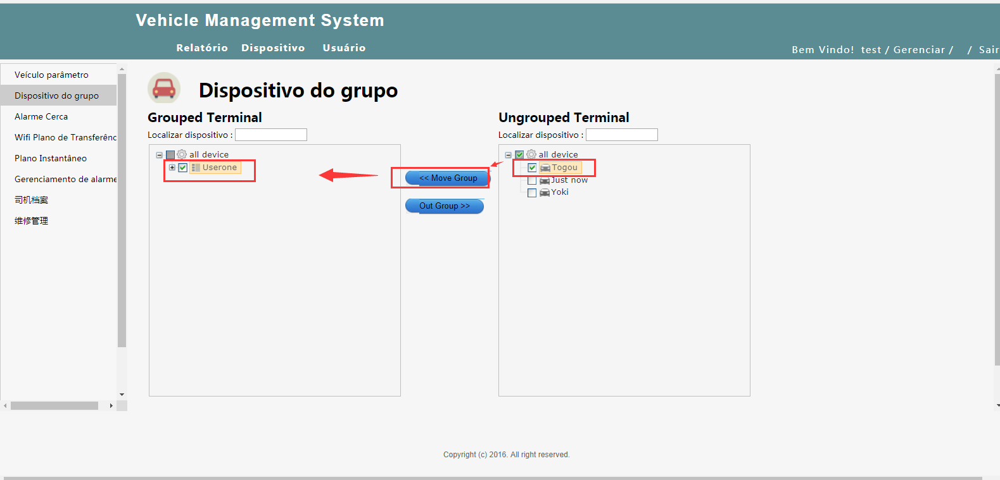 Vehicle Management System
Relatório Dispositivo Usuário
Bem Vindo! test / Gerenciar / / Sair
Veículo parâmetro
Dispositivo do grupo
Alarme Cerca
Wifi Plano de Transferênc
Plano Instantâneo
Gerenciamento de alarme
司机档案
维修管理
Dispositivo do grupo
Grouped Terminal
Localizar dispositivo :
all device
Userone
<< Move Group
Out Group >>
Ungrouped Terminal
Localizar dispositivo :
all device
Togou
Just now
Yoki
Copyright (c) 2016. All right reserved.